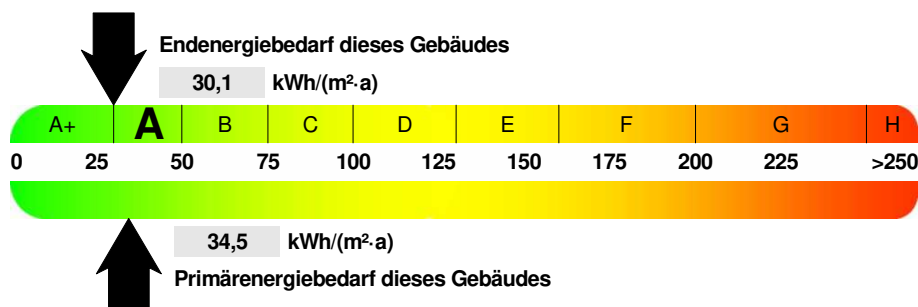 Endenergiebedarf dieses Gebäudes
30,1 kWh/(m²·a)
A+ A B C D E F G H
0 25 50 75 100 125 150 175 200 225 >250
34,5 kWh/(m²·a)
Primärenergiebedarf dieses Gebäudes